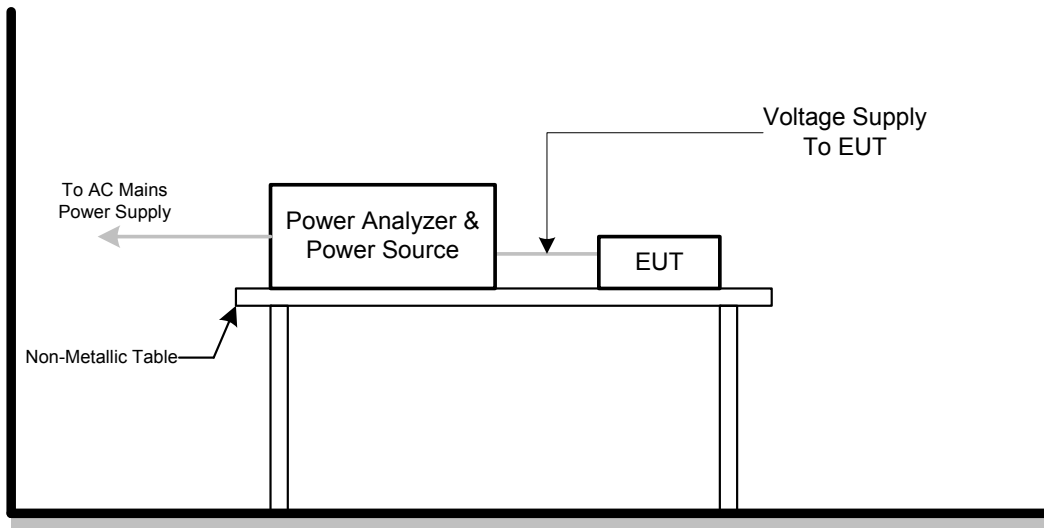 Voltage Supply
To EUT
To AC Mains
Power Supply
Power Analyzer &
Power Source
EUT
Non-Metallic Table